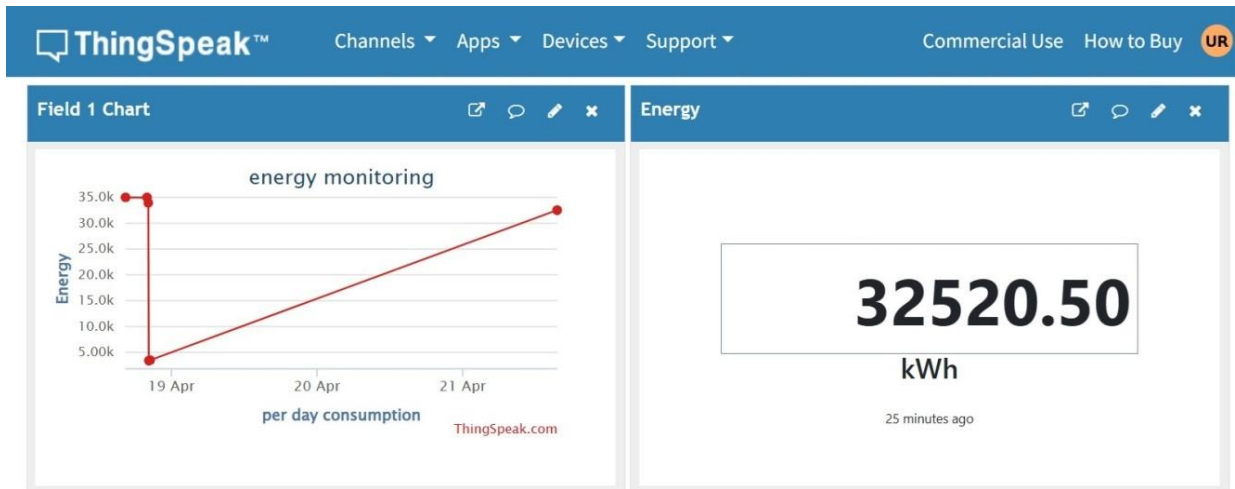 ThingSpeak™ Channels Apps Devices Support Commercial Use How to Buy UR
Field 1 Chart
energy monitoring
35.0k
30.0k
25.0k
20.0k
15.0k
10.0k
5.00k
Energy
19 Apr 20 Apr 21 Apr
per day consumption
ThingSpeak.com
Energy
32520.50
kWh
25 minutes ago